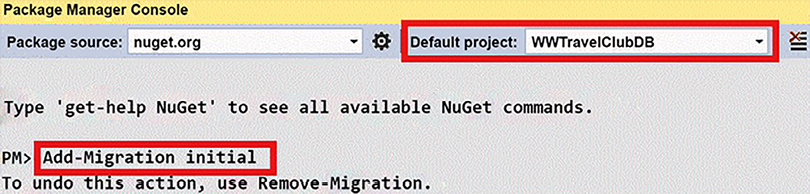 Package Manager Console
Package source: nuget.org Default project: WWTravelClubDB
Type 'get-help NuGet' to see all available NuGet commands.
PM> Add-Migration initial
To undo this action, use Remove-Migration.